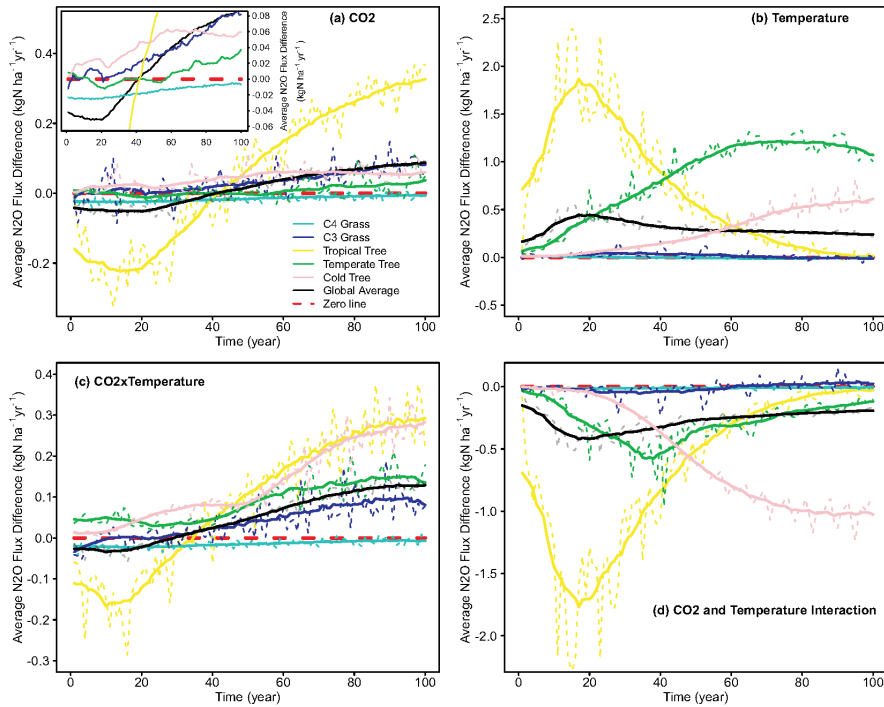 (a) CO2
Average N2O Flux Difference (kgN ha⁻¹yr⁻¹)
0.4
0.2
0.0
-0.2
0 20 40 60 80 100
Time (year)
0.08
0.06
0.04
0.02
0.00
-0.02
-0.04
-0.06
0 20 40 60 80 100
Average N2O Flux Difference
(kgN ha⁻¹ yr⁻¹)
C4 Grass
C3 Grass
Tropical Tree
Temperate Tree
Cold Tree
Global Average
Zero line
(b) Temperature
Average N2O Flux Difference (kgN ha⁻¹yr⁻¹)
2.5
2.0
1.5
1.0
0.5
0.0
-0.5
0 20 40 60 80 100
Time (year)
(c) CO2xTemperature
Average N2O Flux Difference (kgN ha⁻¹yr⁻¹)
0.4
0.3
0.2
0.1
0.0
-0.1
-0.2
-0.3
0 20 40 60 80 100
Time (year)
(d) CO2 and Temperature Interaction
Average N2O Flux Difference (kgN ha⁻¹yr⁻¹)
0.0
-0.5
-1.0
-1.5
-2.0
0 20 40 60 80 100
Time (year)